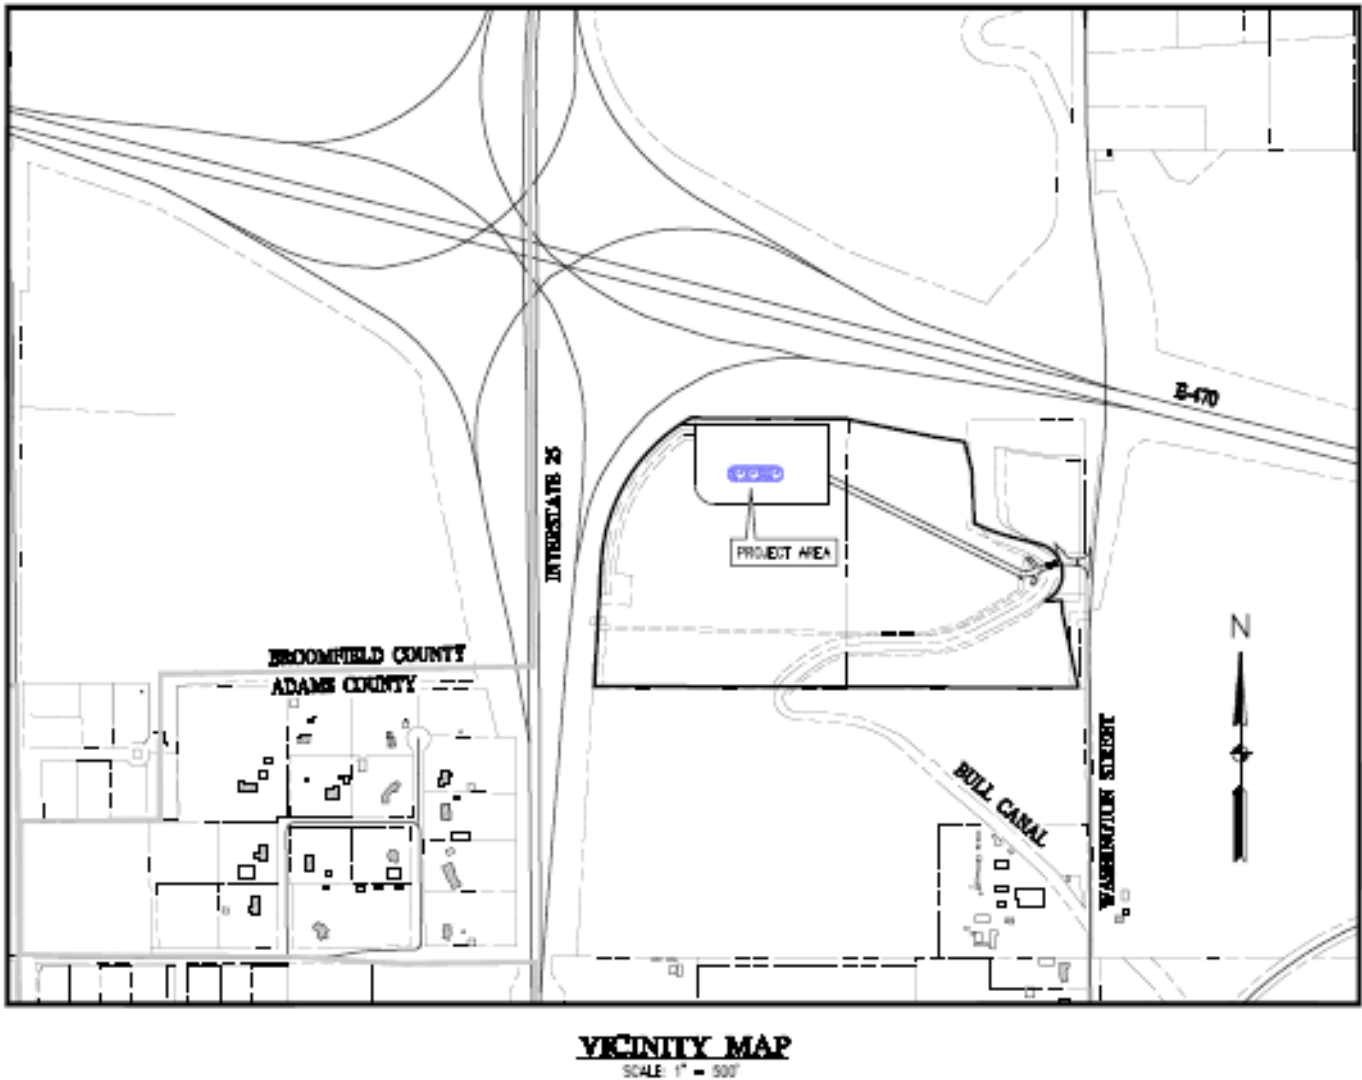 E-470
INTERSTATE 25
PROJECT AREA
N
BROOMFIELD COUNTY
ADAMS COUNTY
WASHINGTON STREET
BULL CANAL
VICINITY MAP
SCALE: 1" = 500'